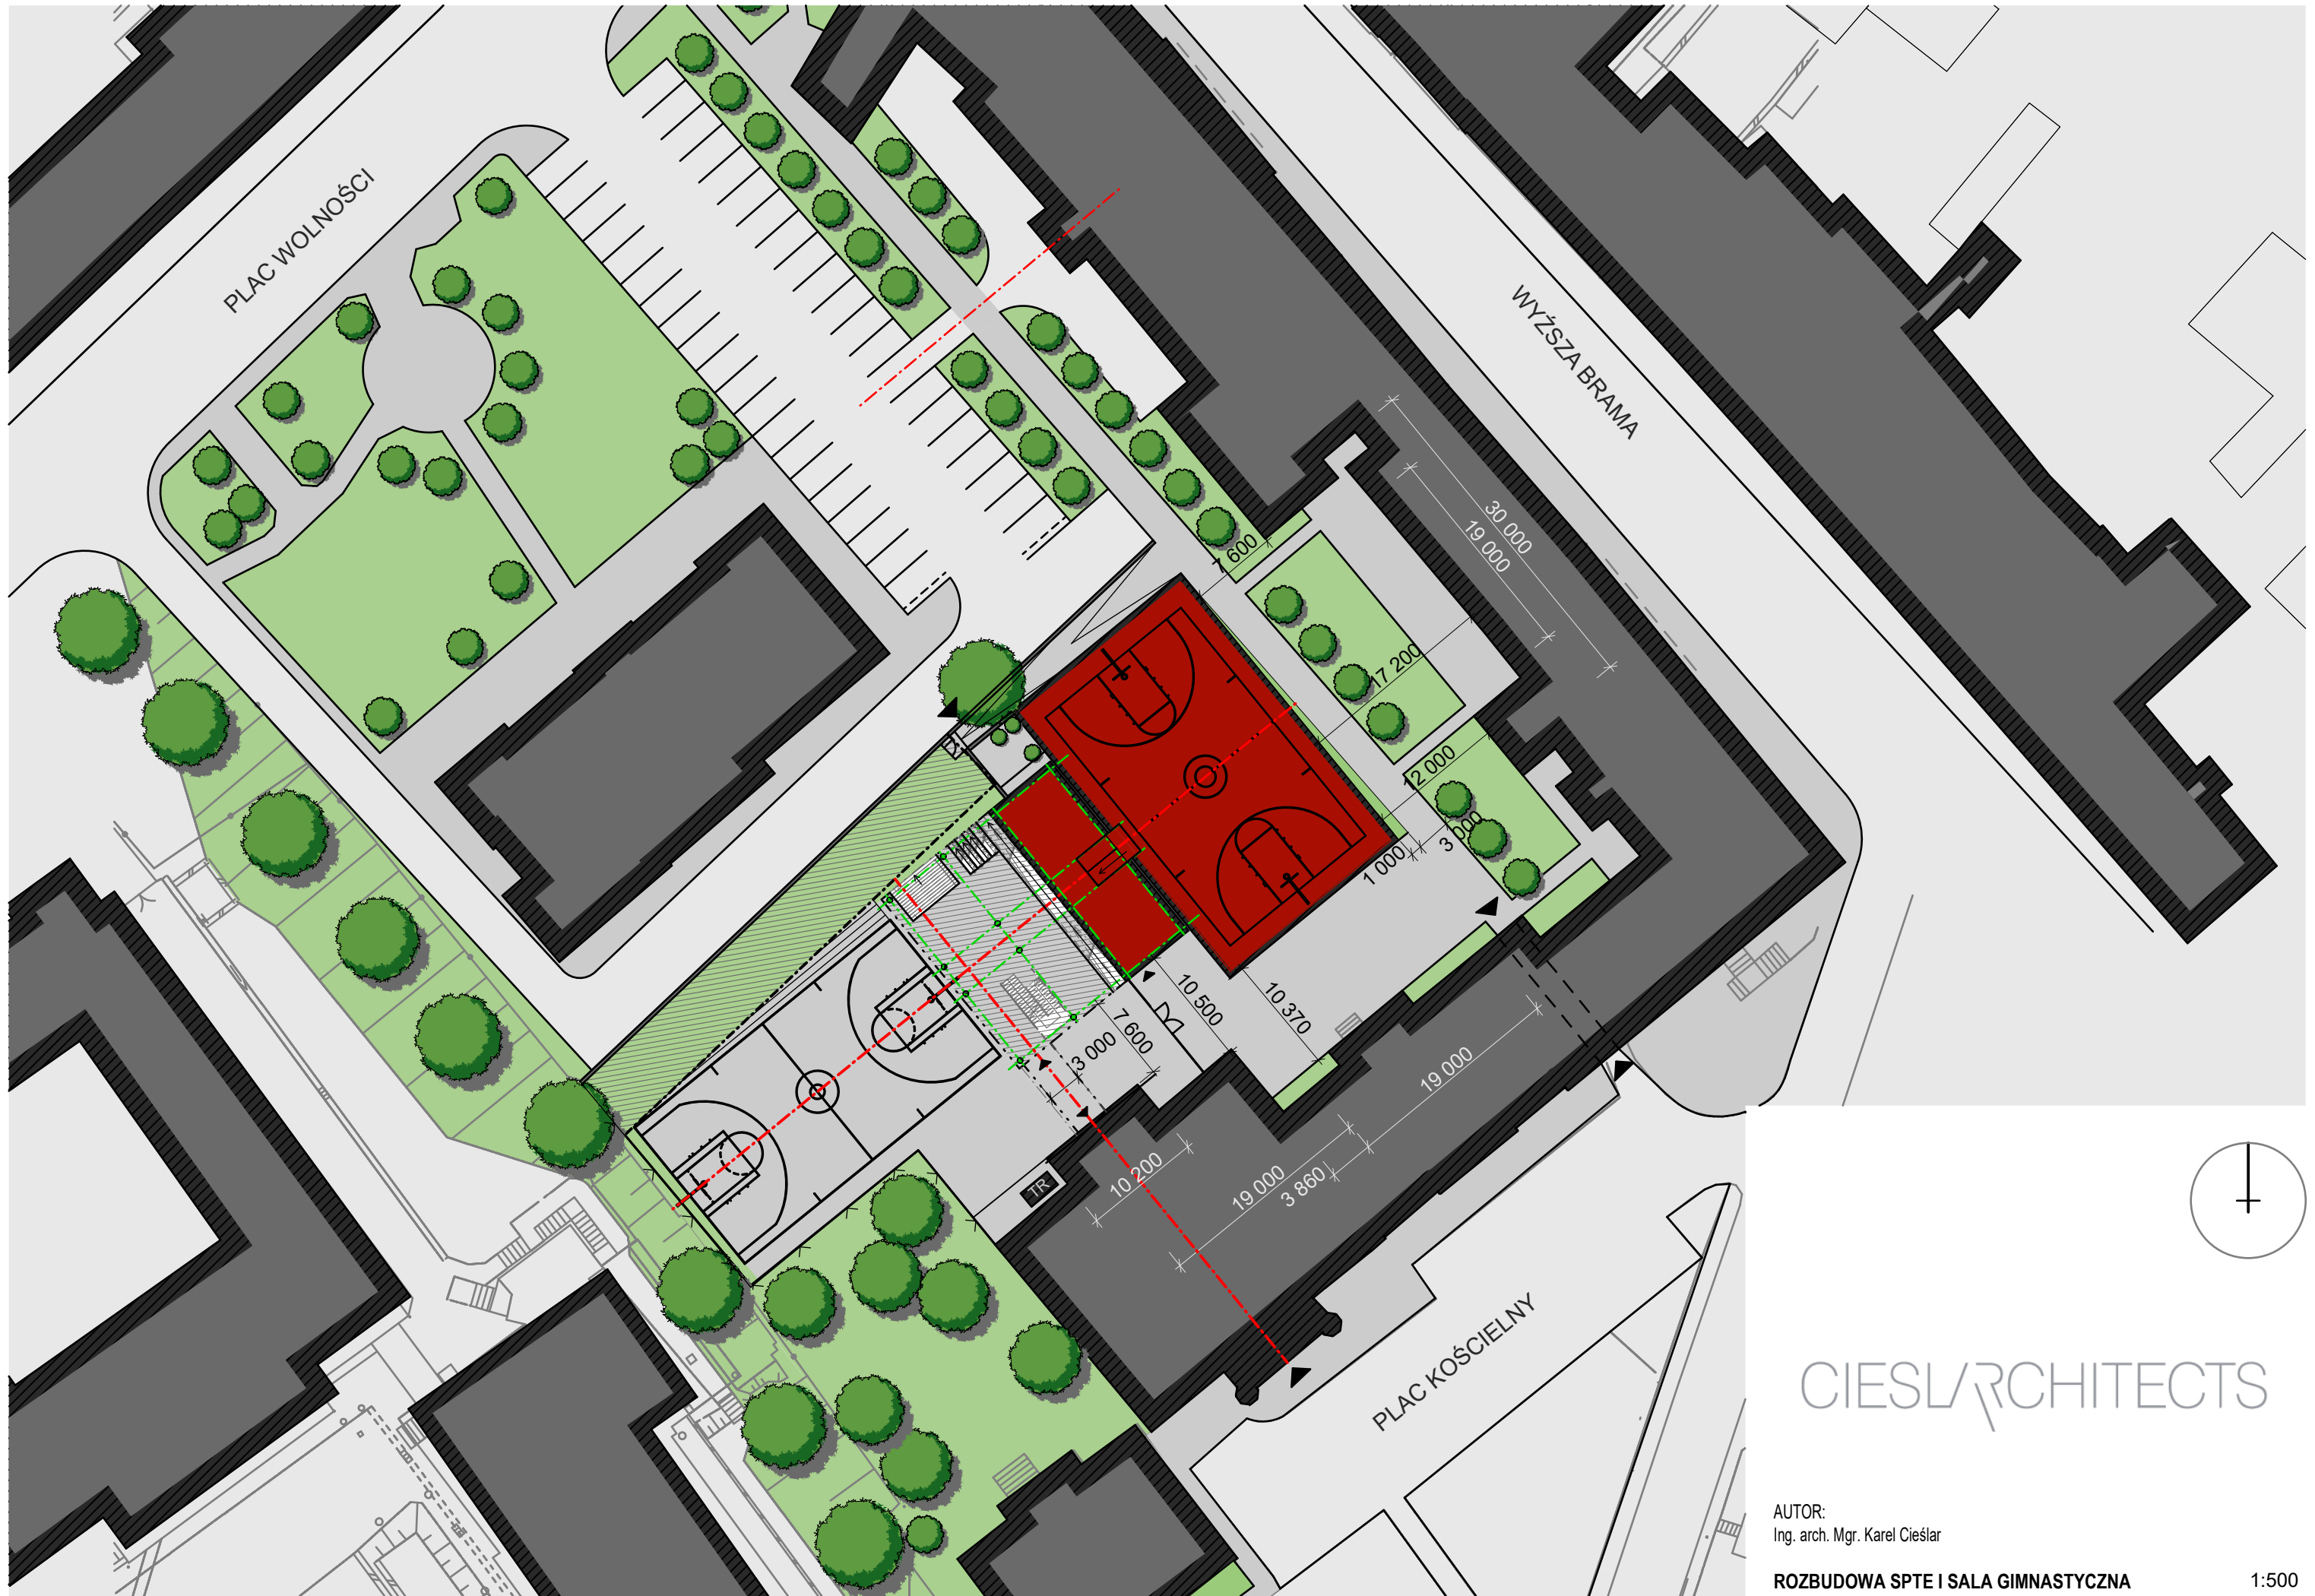 PLAC WOLNOŚCI
WYŹSZA BRAMA
30 000
19 000
600
17 200
12 000
3 000
1 000
10 500
10 370
7 600
3 000
19 000
10 200
19 000
3 860
TR
PLAC KOŚCIELNY
CIESLARCHITECTS
AUTOR:
Ing. arch. Mgr. Karel Cieślar
ROZBUDOWA SPTE I SALA GIMNASTYCZNA
1:500